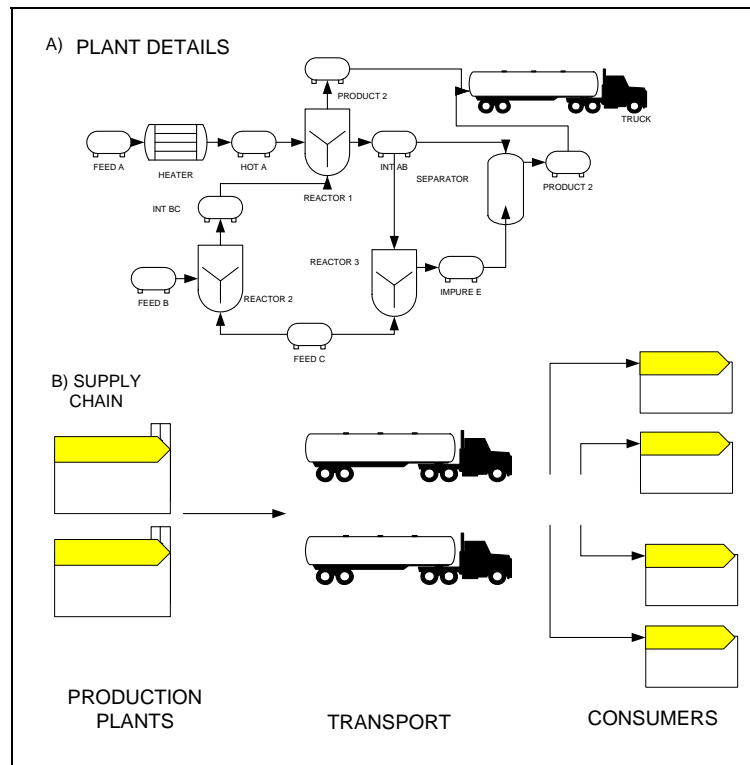 A) PLANT DETAILS
PRODUCT 2
TRUCK
FEED A
HEATER
HOT A
REACTOR 1
INT AB
SEPARATOR
PRODUCT 2
INT BC
REACTOR 3
IMPURE E
FEED B
REACTOR 2
FEED C
B) SUPPLY
CHAIN
PRODUCTION
PLANTS
TRANSPORT
CONSUMERS